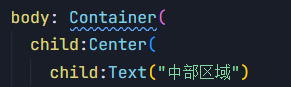 body: Container(
child:Center(
child:Text("中部区域")